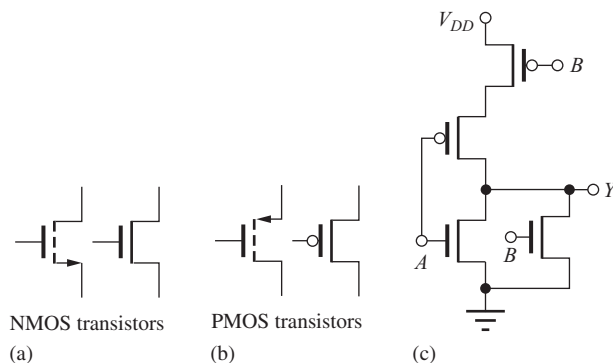 V_DD
B
Y
A
B
NMOS transistors
PMOS transistors
(a)
(b)
(c)